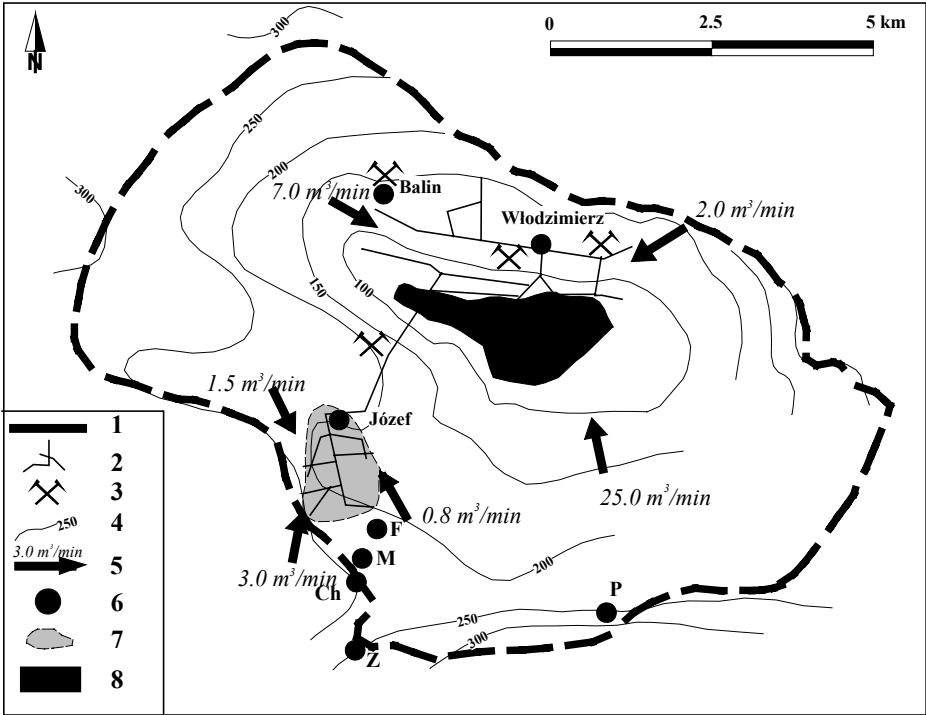 300
0 2.5 5 km
N
250
200
300
7.0 m³/min
Balin
Włodzimierz
2.0 m³/min
150
100
1.5 m³/min
Józef
25.0 m³/min
0.8 m³/min
F
M
3.0 m³/min
Ch
200
P
250
300
Z
1
2
3
250
4
3.0 m³/min
5
6
7
8